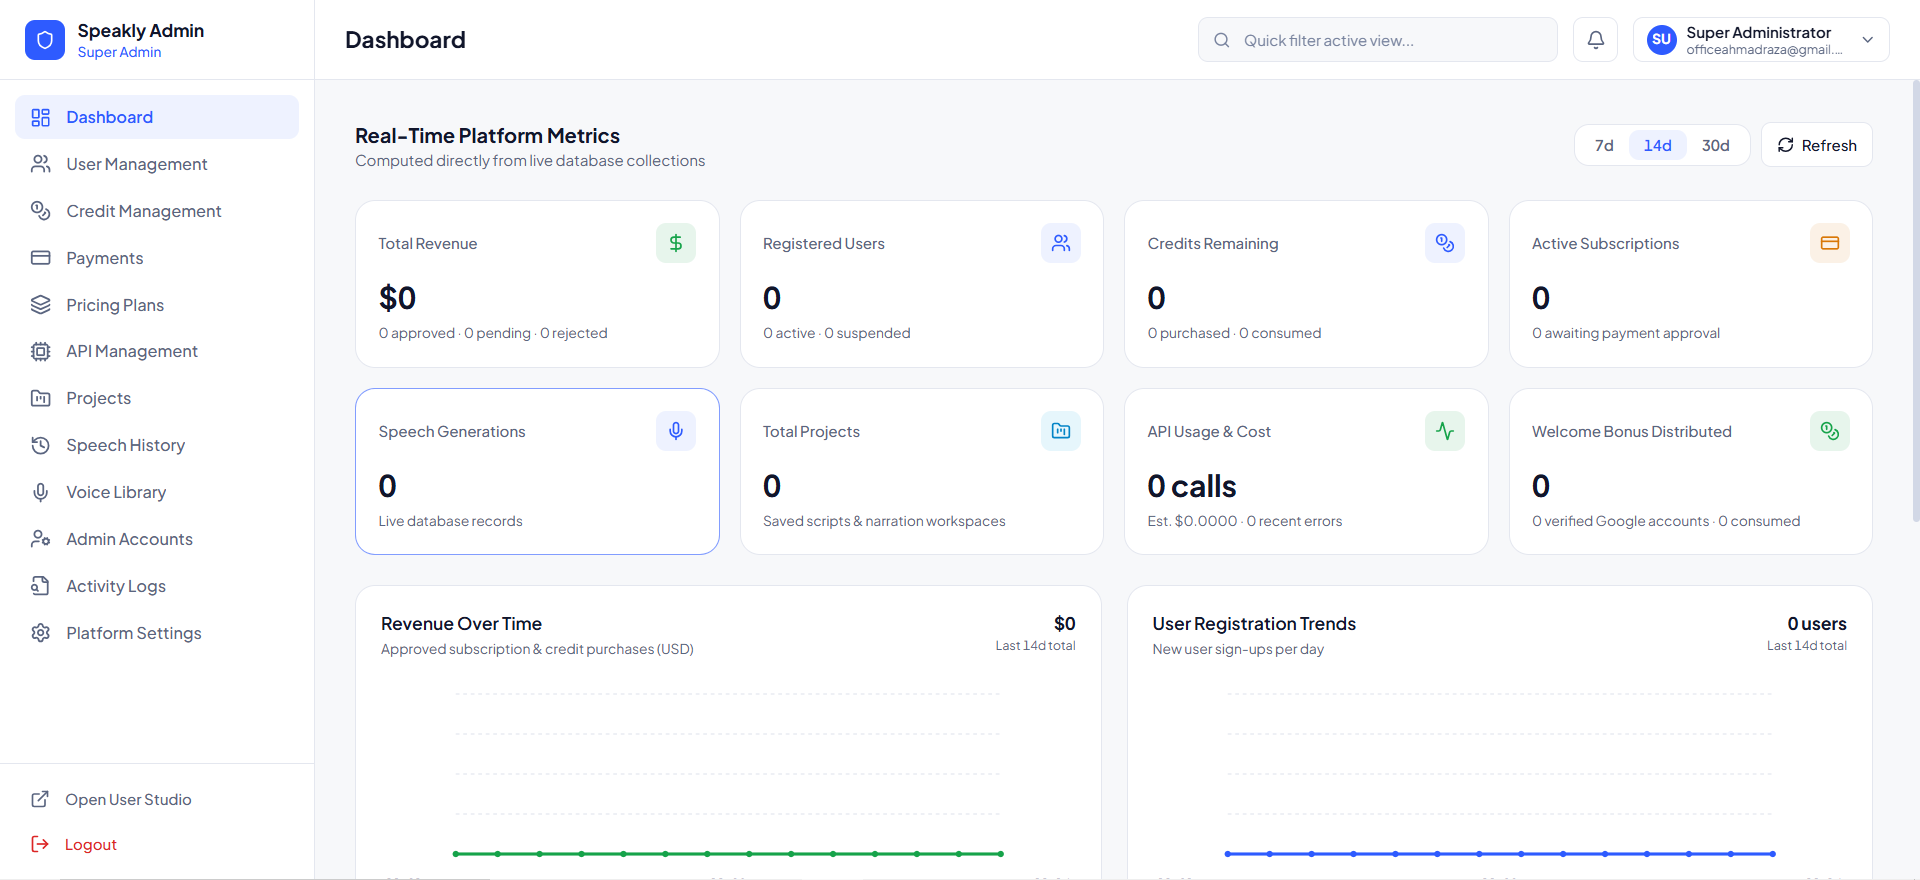 Speakly Admin
Super Admin
Dashboard
Quick filter active view...
SU
Super Administrator
officeahmadraza@gmail....
Dashboard
User Management
Credit Management
Payments
Pricing Plans
API Management
Projects
Speech History
Voice Library
Admin Accounts
Activity Logs
Platform Settings
Open User Studio
Logout
Real-Time Platform Metrics
Computed directly from live database collections
7d 14d 30d Refresh
Total Revenue
$0
0 approved · 0 pending · 0 rejected
Registered Users
0
0 active · 0 suspended
Credits Remaining
0
0 purchased · 0 consumed
Active Subscriptions
0
0 awaiting payment approval
Speech Generations
0
Live database records
Total Projects
0
Saved scripts & narration workspaces
API Usage & Cost
0 calls
Est. $0.0000 · 0 recent errors
Welcome Bonus Distributed
0
0 verified Google accounts · 0 consumed
Revenue Over Time
Approved subscription & credit purchases (USD)
$0
Last 14d total
User Registration Trends
New user sign-ups per day
0 users
Last 14d total